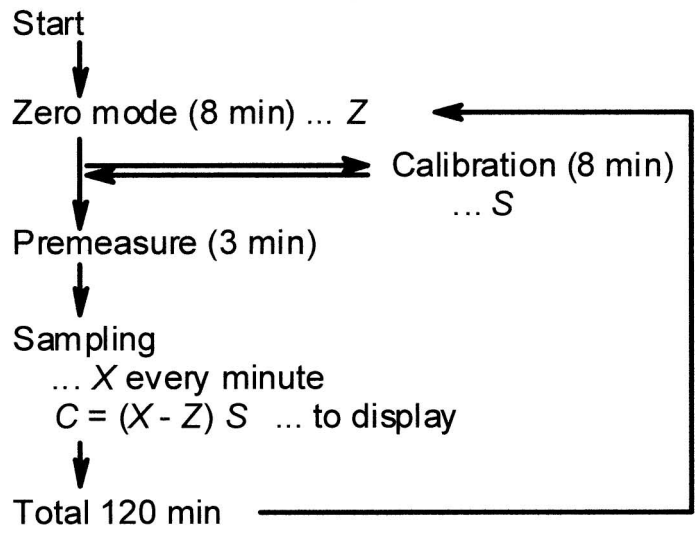 Start
Zero mode (8 min) ... Z
Calibration (8 min)
... S
Premeasure (3 min)
Sampling
... X every minute
C = (X - Z) S ... to display
Total 120 min